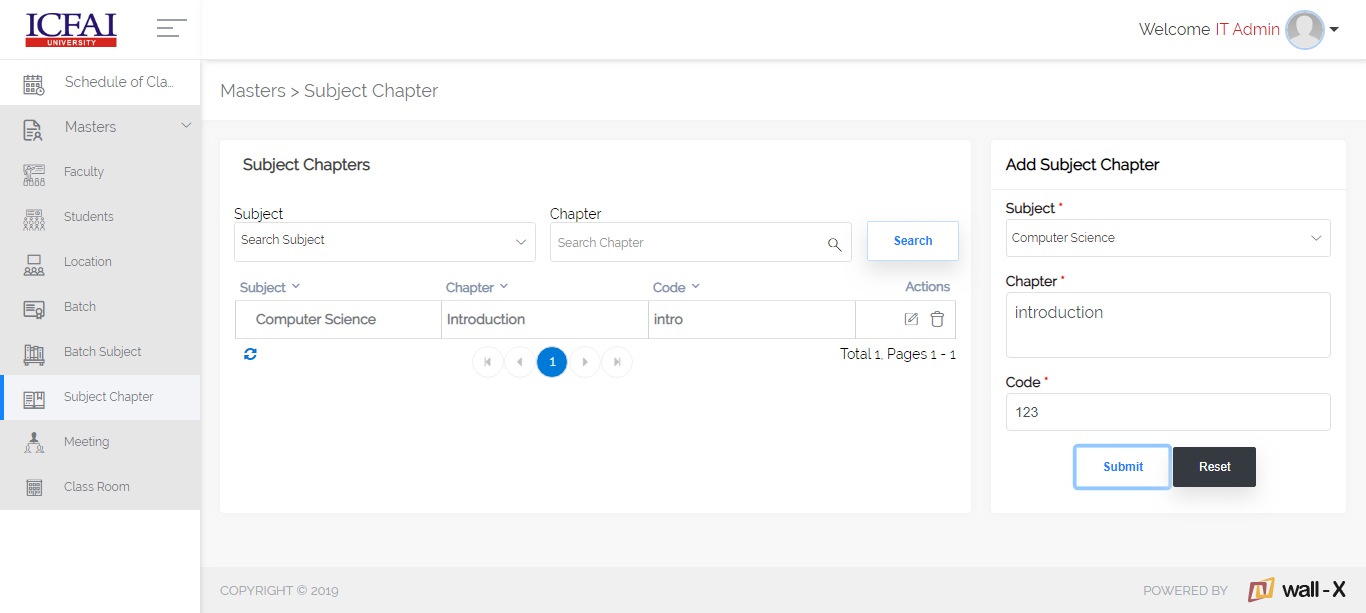 ICFAI
UNIVERSITY
Welcome IT Admin
Schedule of Cla...
Masters
Faculty
Students
Location
Batch
Batch Subject
Subject Chapter
Meeting
Class Room
Masters > Subject Chapter
Subject Chapters
Subject
Chapter
Search Subject
Search Chapter
Search
Subject Chapter Code Actions
Computer Science Introduction intro
1
Total 1, Pages 1 - 1
Add Subject Chapter
Subject *
Computer Science
Chapter *
introduction
Code *
123
Submit
Reset
COPYRIGHT © 2019
POWERED BY wall-X